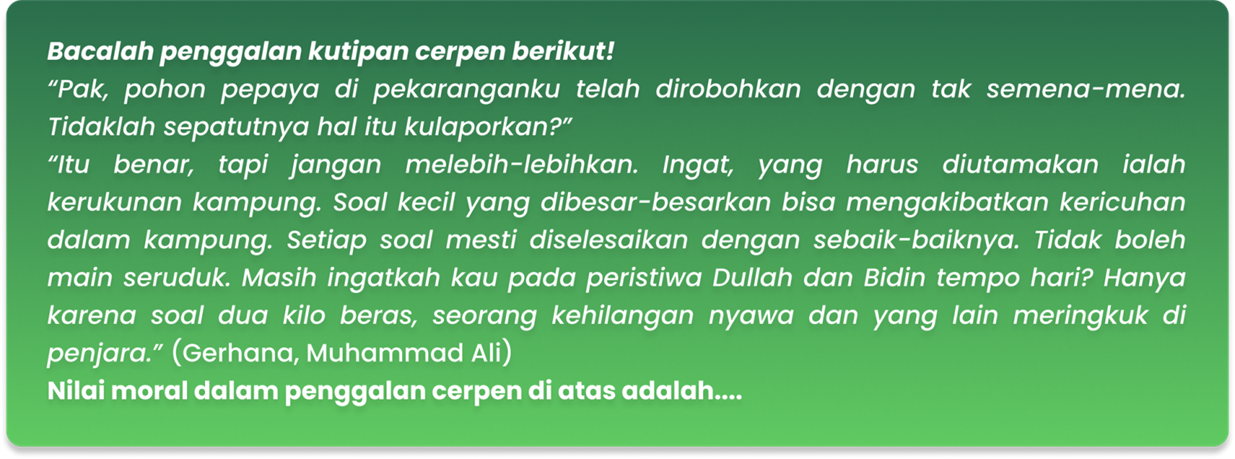 Bacalah penggalan kutipan cerpen berikut!
“Pak, pohon pepaya di pekaranganku telah dirobohkan dengan tak semena-mena.
Tidaklah sepatutnya hal itu kulaporkan?”
“Itu benar, tapi jangan melebih-lebihkan. Ingat, yang harus diutamakan ialah
kerukunan kampung. Soal kecil yang dibesar-besarkan bisa mengakibatkan kericuhan
dalam kampung. Setiap soal mesti diselesaikan dengan sebaik-baiknya. Tidak boleh
main seruduk. Masih ingatkah kau pada peristiwa Dullah dan Bidin tempo hari? Hanya
karena soal dua kilo beras, seorang kehilangan nyawa dan yang lain meringkuk di
penjara.” (Gerhana, Muhammad Ali)
Nilai moral dalam penggalan cerpen di atas adalah....